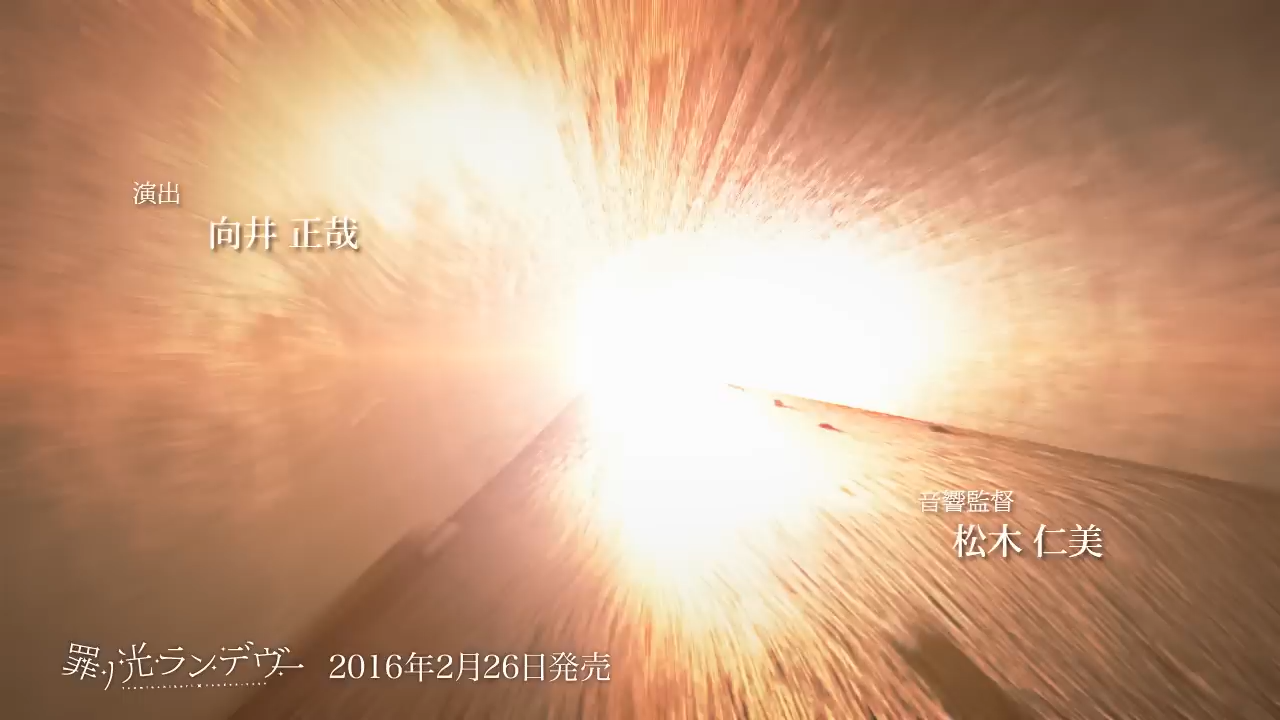 演出
向井 正哉
音響監督
松木 仁美
罪ノ光ランデヴー 2016年2月26日発売